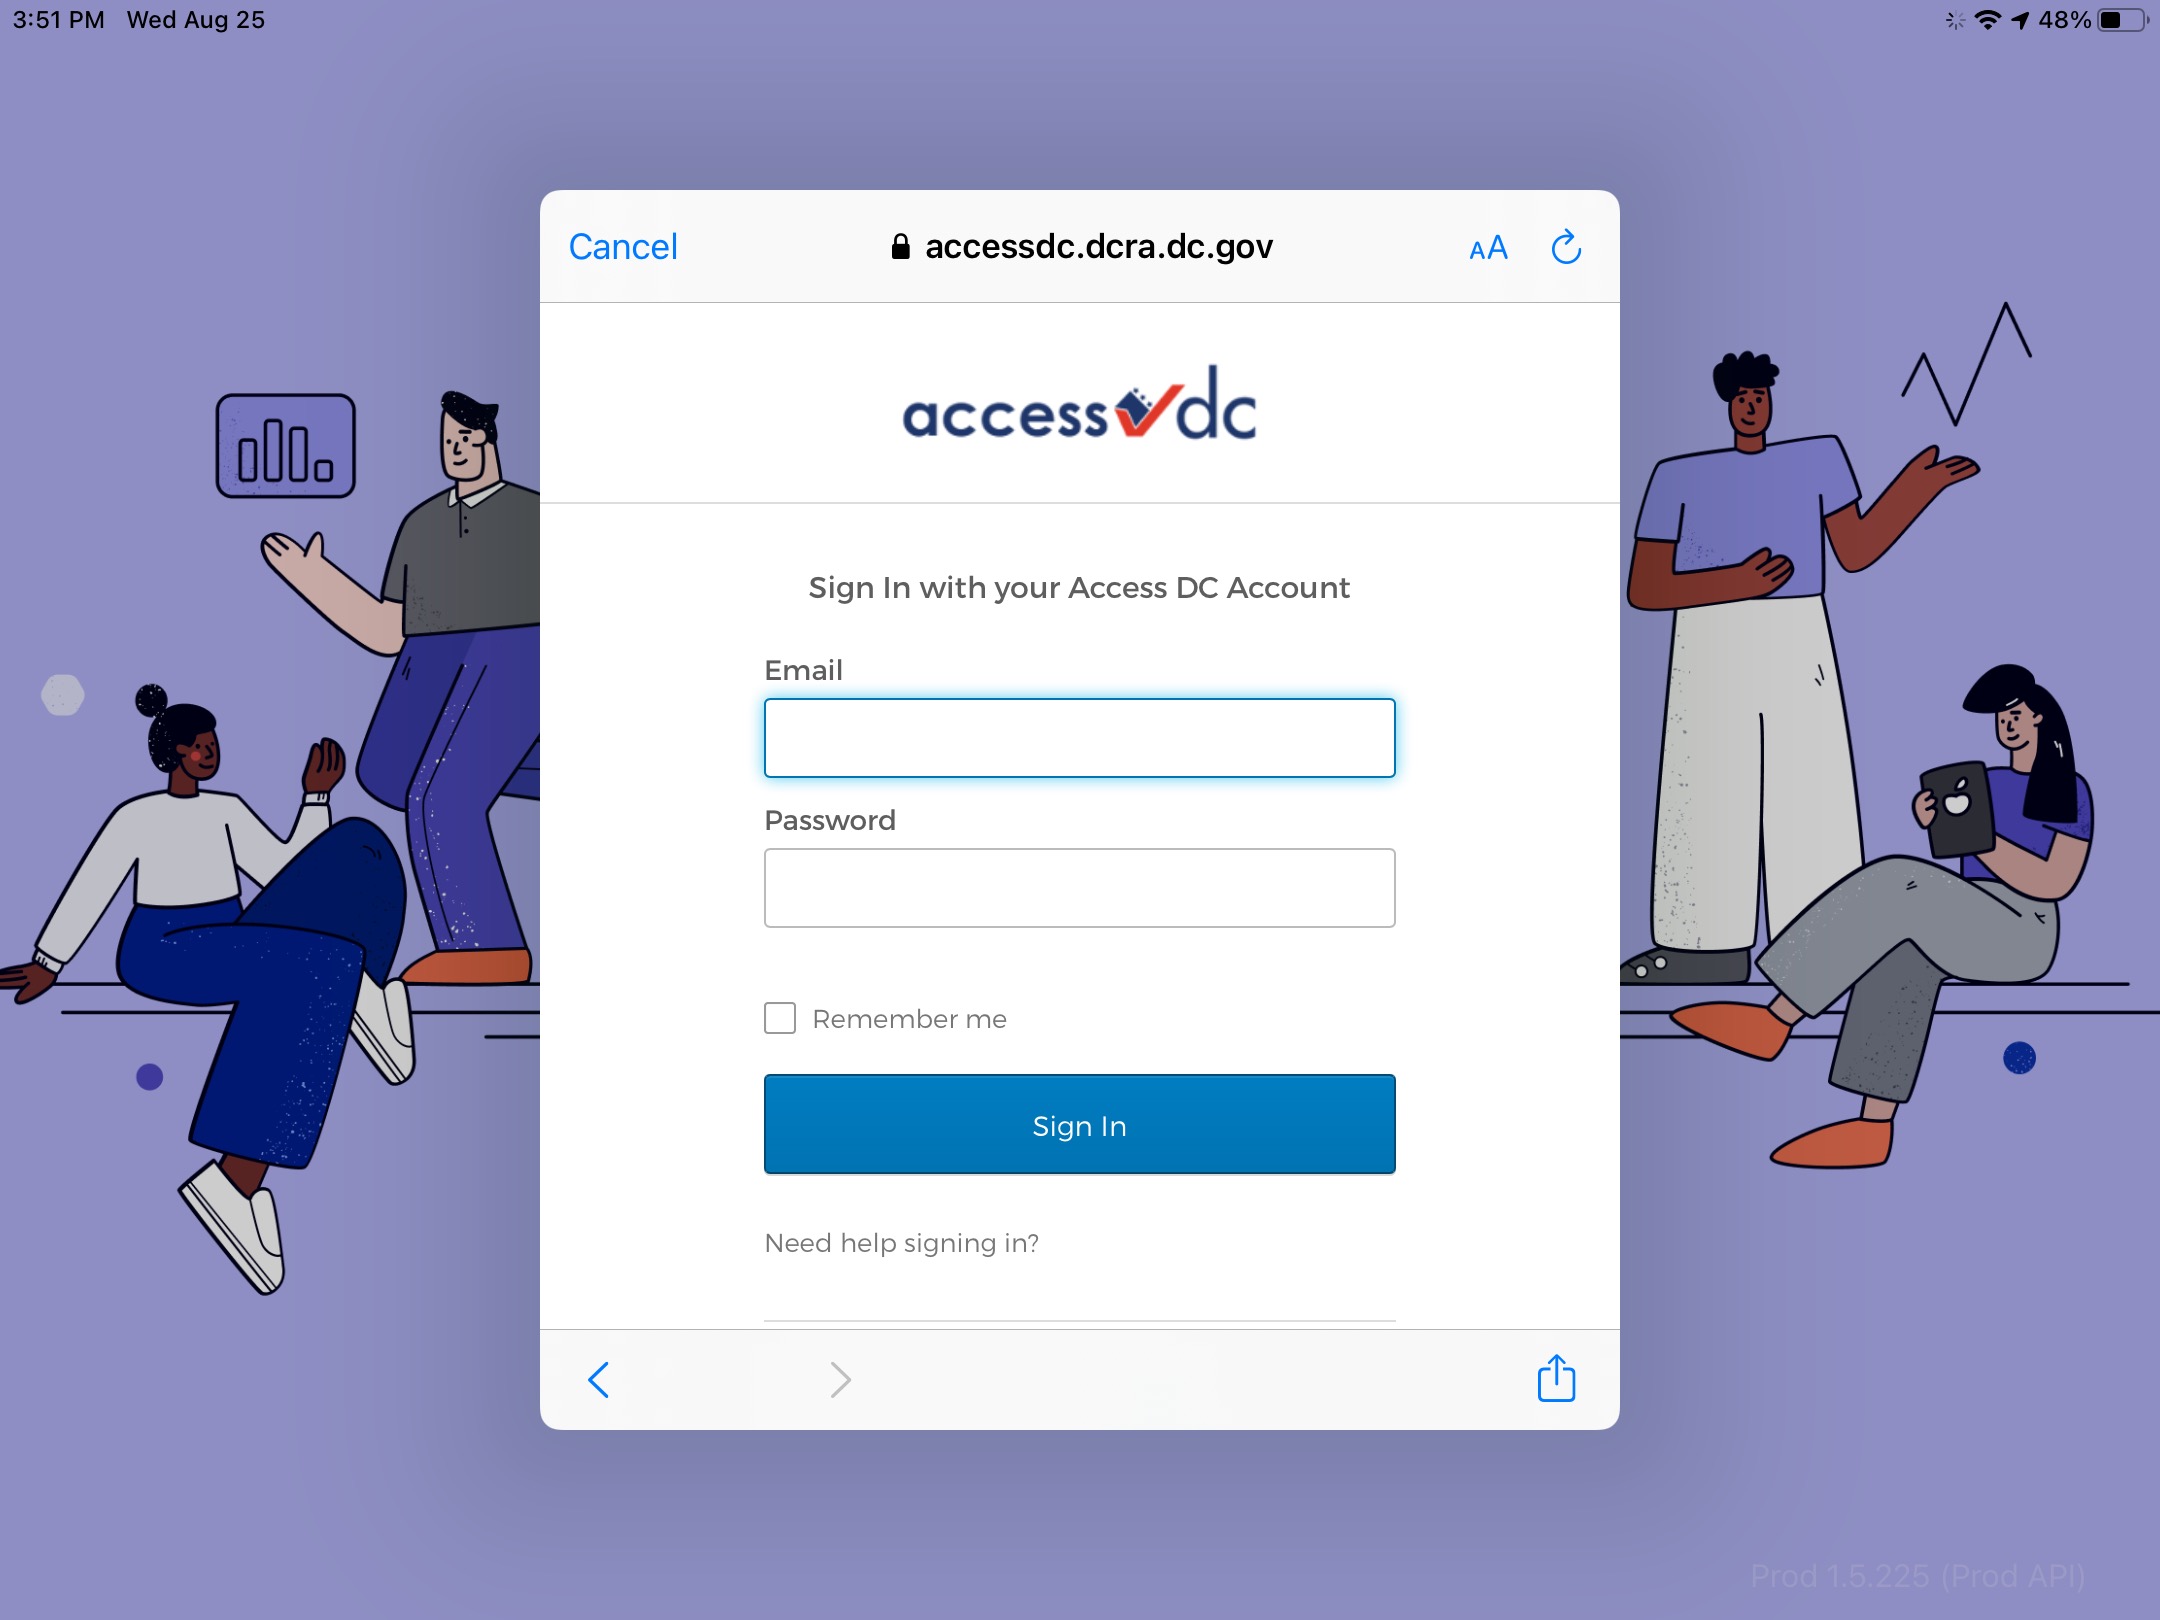 3:51 PM Wed Aug 25
48%
Cancel
accessdc.dcra.dc.gov
AA
access dc
Sign In with your Access DC Account
Email
Password
Remember me
Sign In
Need help signing in?
Prod 1.5.225 (Prod API)